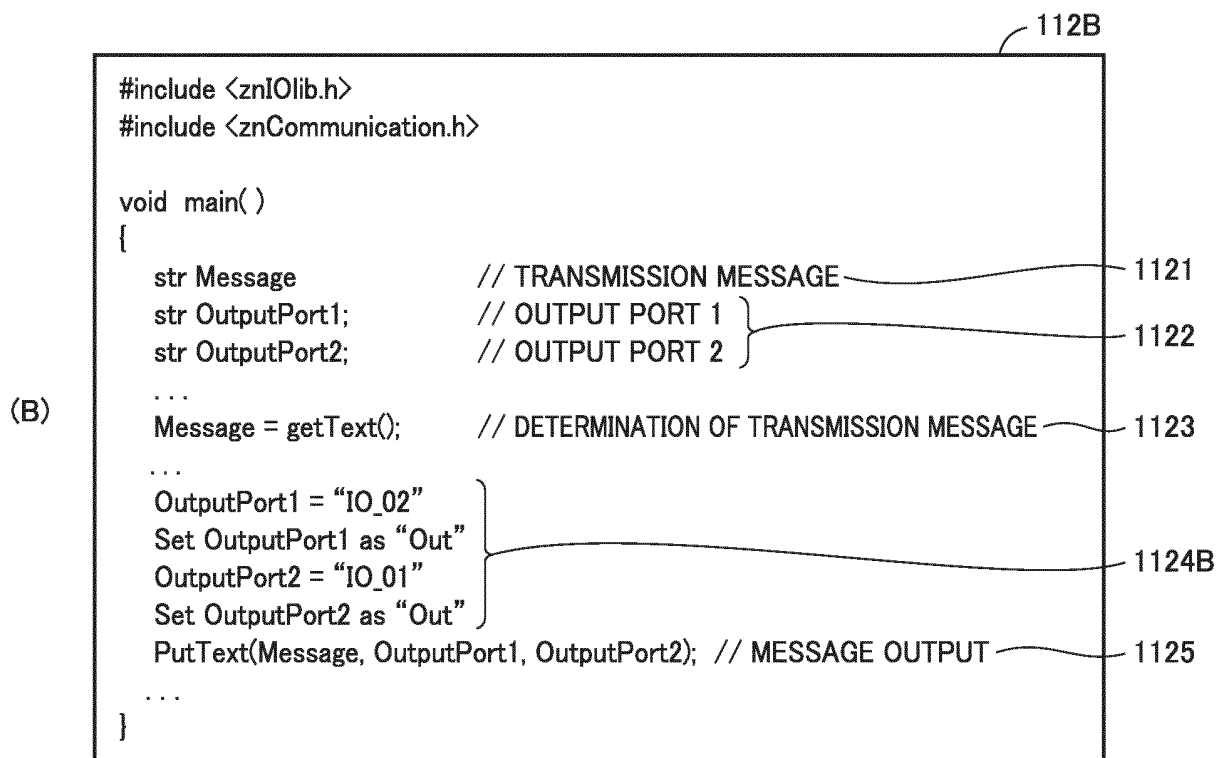 112B
#include <znIOlib.h>
#include <znCommunication.h>
void main( )
{
str Message // TRANSMISSION MESSAGE 1121
str OutputPort1; // OUTPUT PORT 1
str OutputPort2; // OUTPUT PORT 2
1122
...
(B)
Message = getText(); // DETERMINATION OF TRANSMISSION MESSAGE 1123
...
OutputPort1 = “IO_02”
Set OutputPort1 as “Out”
OutputPort2 = “IO_01”
Set OutputPort2 as “Out”
1124B
PutText(Message, OutputPort1, OutputPort2); // MESSAGE OUTPUT 1125
...
}